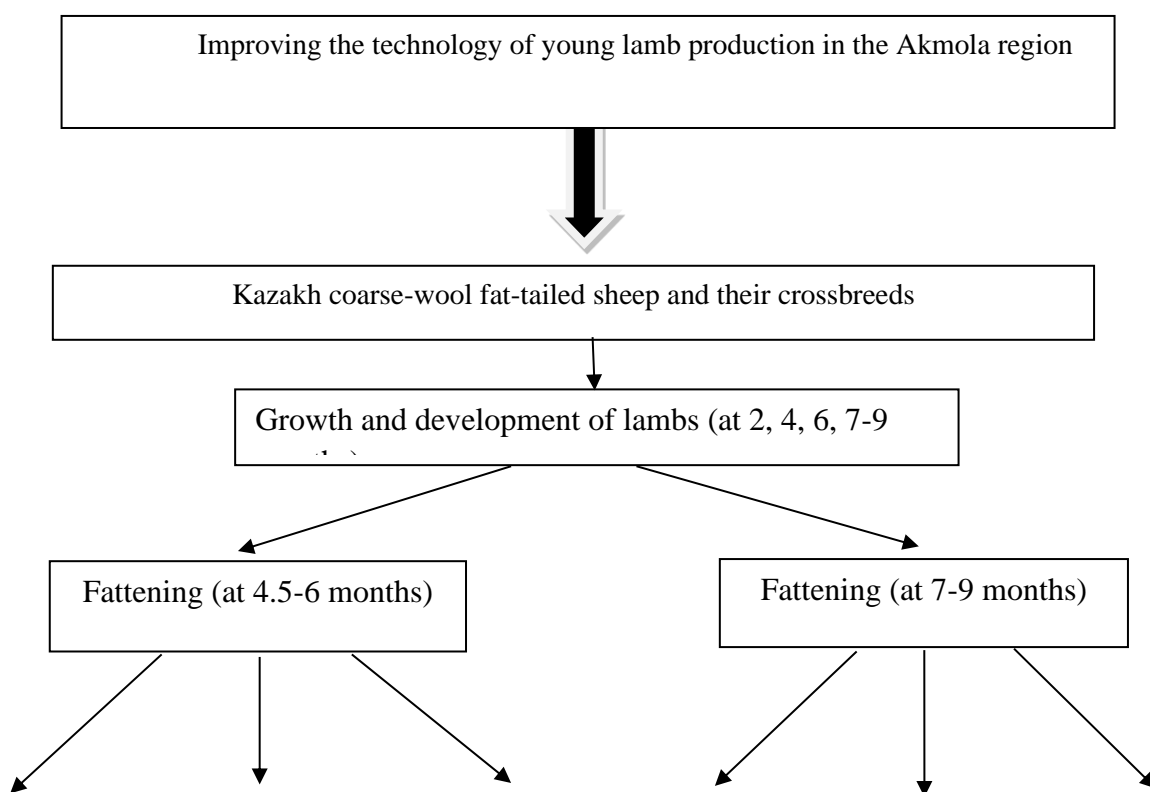 Improving the technology of young lamb production in the Akmola region
Kazakh coarse-wool fat-tailed sheep and their crossbreeds
Growth and development of lambs (at 2, 4, 6, 7-9
Fattening (at 4.5-6 months)
Fattening (at 7-9 months)